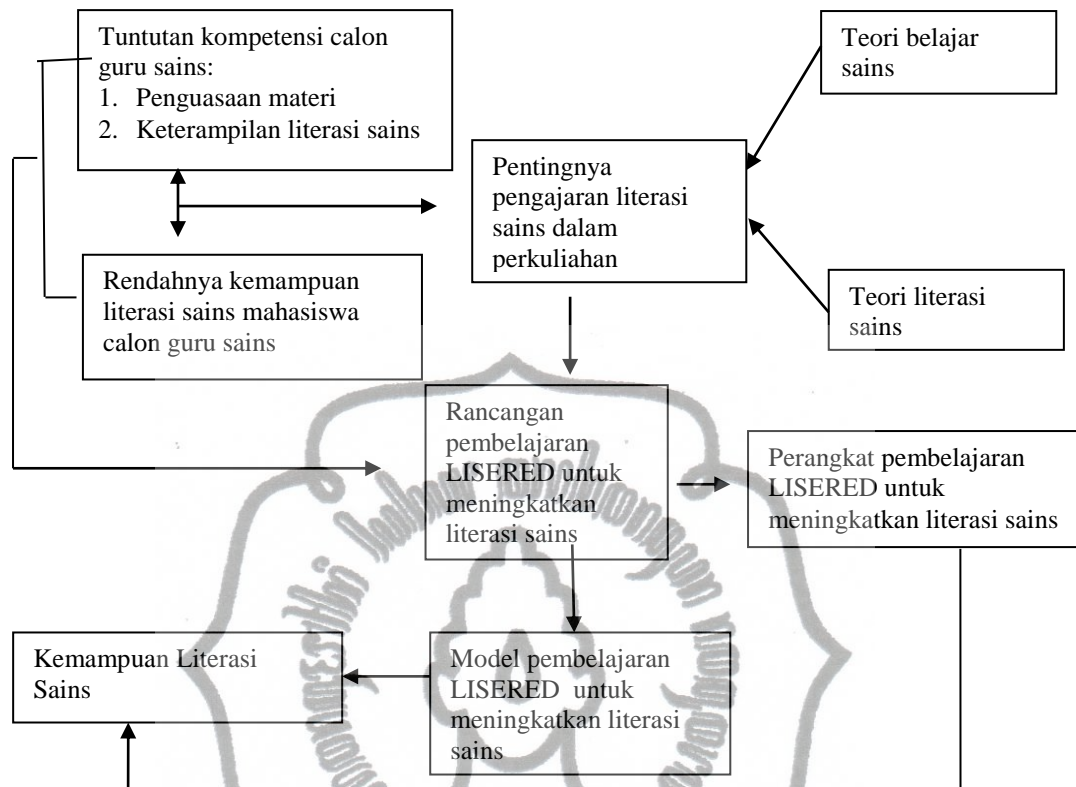 Tuntutan kompetensi calon
guru sains:
1. Penguasaan materi
2. Keterampilan literasi sains
Teori belajar
sains
Pentingnya
pengajaran literasi
sains dalam
perkuliahan
Rendahnya kemampuan
literasi sains mahasiswa
calon guru sains
Teori literasi
sains
Rancangan
pembelajaran
LISERED untuk
meningkatkan
literasi sains
Perangkat pembelajaran
LISERED untuk
meningkatkan literasi sains
Kemampuan Literasi
Sains
Model pembelajaran
LISERED untuk
meningkatkan literasi
sains